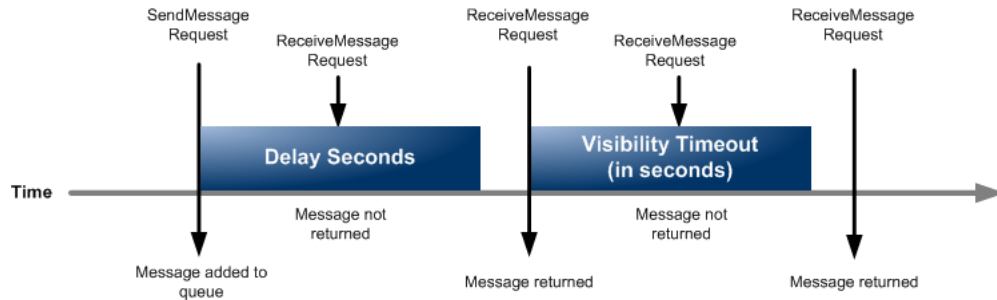 SendMessage
Request
ReceiveMessage
Request
ReceiveMessage
Request
ReceiveMessage
Request
ReceiveMessage
Request
Delay Seconds
Visibility Timeout
(in seconds)
Time
Message not
returned
Message not
returned
Message added to
queue
Message returned
Message returned